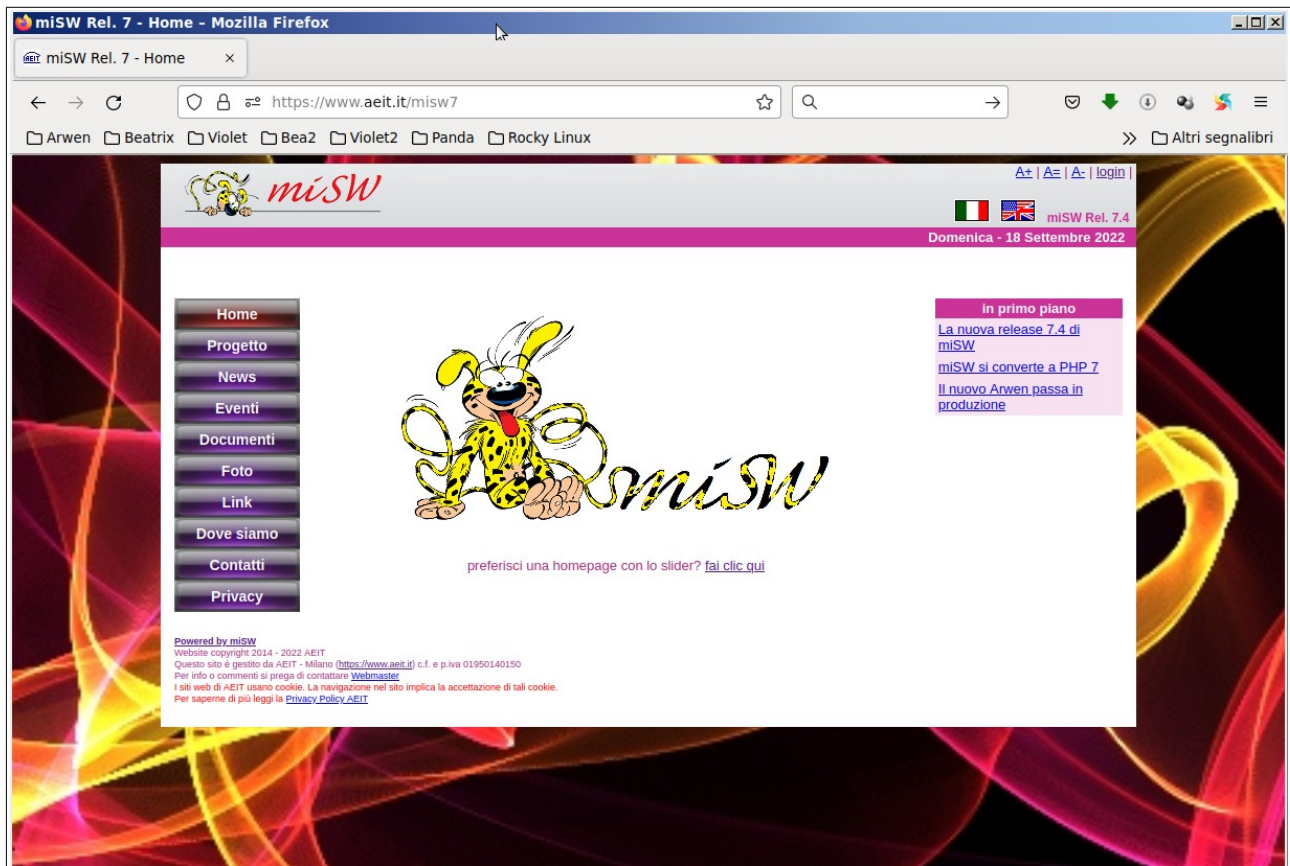 miSW Rel. 7 - Home – Mozilla Firefox
AEIT miSW Rel. 7 - Home ×
https://www.aeit.it/misw7
Arwen Beatrix Violet Bea2 Violet2 Panda Rocky Linux Altri segnalibri
miSW
A+ | A= | A- | login |
miSW Rel. 7.4
Domenica - 18 Settembre 2022
Home
Progetto
News
Eventi
Documenti
Foto
Link
Dove siamo
Contatti
Privacy
miSW
preferisci una homepage con lo slider? fai clic qui
in primo piano
La nuova release 7.4 di
miSW
miSW si converte a PHP 7
Il nuovo Arwen passa in
produzione
Powered by miSW
Website copyright 2014 - 2022 AEIT
Questo sito è gestito da AEIT - Milano (https://www.aeit.it) c.f. e p.iva 01950140150
Per info o commenti si prega di contattare Webmaster
I siti web di AEIT usano cookie. La navigazione nel sito implica la accettazione di tali cookie.
Per saperne di più leggi la Privacy Policy AEIT